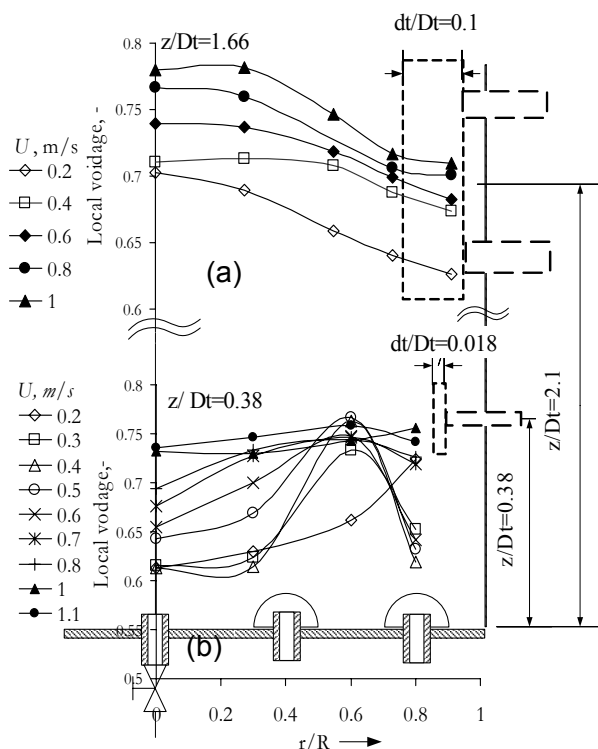 z/Dt=1.66
dt/Dt=0.1
0.8
0.75
0.7
0.65
0.6
Local voidage,-
U , m/s
0.2
0.4
0.6
0.8
1
(a)
dt/Dt=0.018
z/Dt=2.1
z/Dt=0.38
z/ Dt=0.38
0.8
0.75
0.7
0.65
0.6
0.55
0.5
Local vodage,-
U, m/s
0.2
0.3
0.4
0.5
0.6
0.7
0.8
1
1.1
(b)
0
0.2
0.4
0.6
0.8
1
r/R